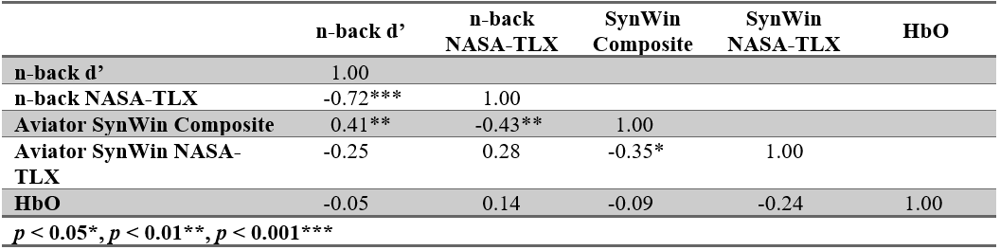 n-back d’ n-back NASA-TLX SynWin Composite SynWin NASA-TLX HbO
n-back d’ 1.00
n-back NASA-TLX -0.72*** 1.00
Aviator SynWin Composite 0.41** -0.43** 1.00
Aviator SynWin NASA-TLX -0.25 0.28 -0.35* 1.00
HbO -0.05 0.14 -0.09 -0.24 1.00
p < 0.05*, p < 0.01**, p < 0.001***